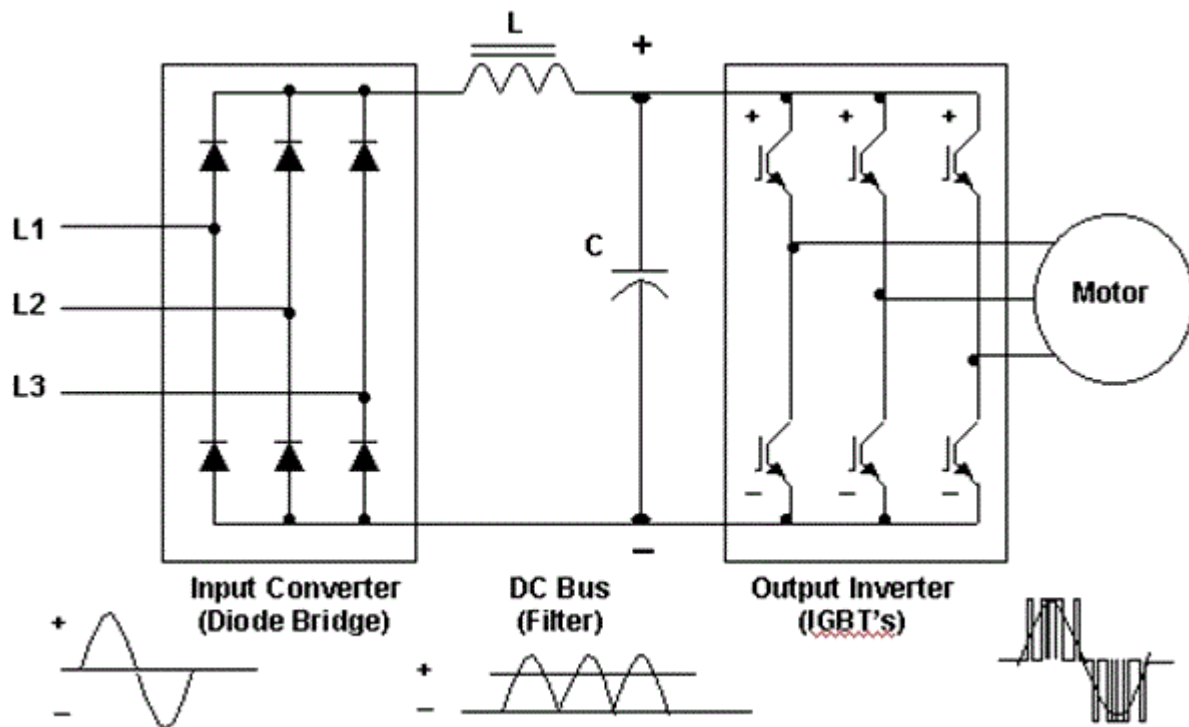 L
+
+
+
+
L1
C
L2
Motor
L3
–
–
–
–
Input Converter
(Diode Bridge)
DC Bus
(Filter)
Output Inverter
(IGBT's)
+
–
+
–